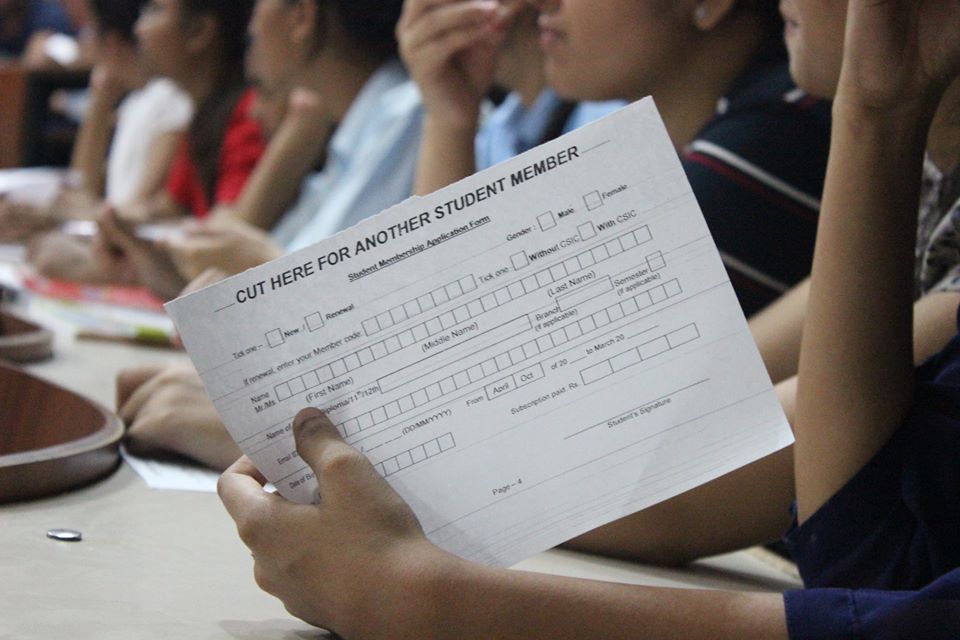 CUT HERE FOR ANOTHER STUDENT MEMBER
Student Membership Application Form
Gender : Male Female
Tick one – New / Renewal Tick one Without CSIC With CSIC
If renewal, enter your Member code.
Name
Mr./Ms. (First Name) (Middle Name) (Last Name)
Name of Diploma/11th/12th Branch Semester
(if applicable) (if applicable)
Email ID
Date of (DD/MM/YYYY) From April Oct of 20 to March 20
Subscription paid: Rs.
Student's Signature
Page – 4